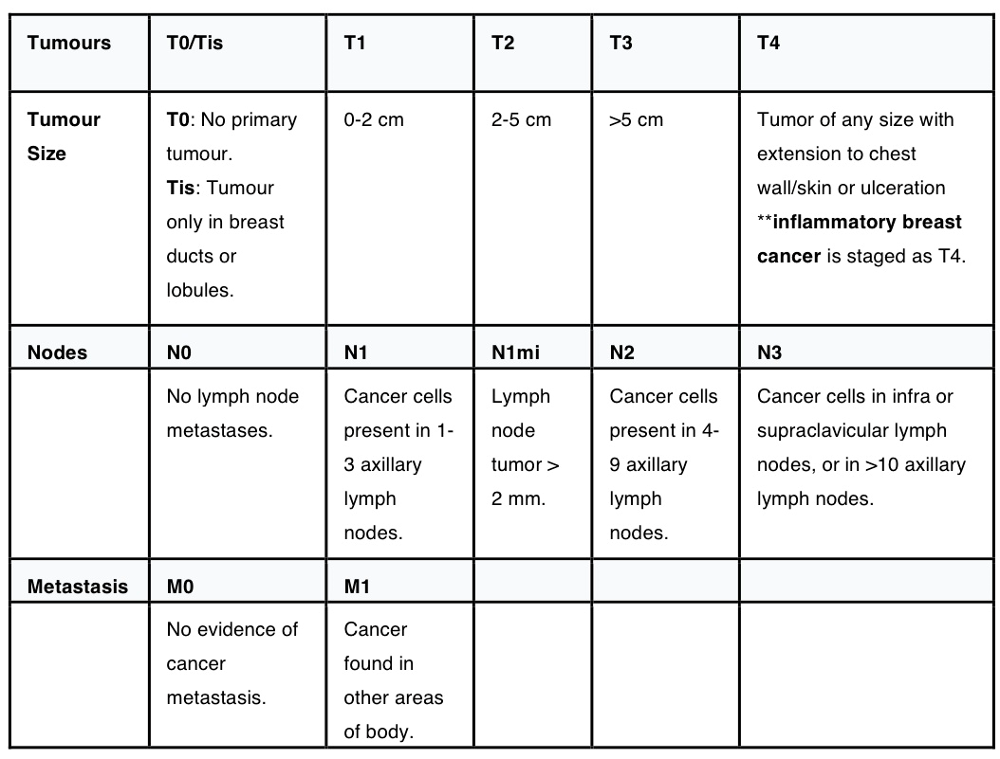 Tumours T0/Tis T1 T2 T3 T4
Tumour
Size
T0: No primary
tumour.
Tis: Tumour
only in breast
ducts or
lobules.
0-2 cm
2-5 cm
>5 cm
Tumor of any size with
extension to chest
wall/skin or ulceration
**inflammatory breast
cancer is staged as T4.
Nodes N0 N1 N1mi N2 N3
No lymph node
metastases.
Cancer cells
present in 1-
3 axillary
lymph
nodes.
Lymph
node
tumor >
2 mm.
Cancer cells
present in 4-
9 axillary
lymph
nodes.
Cancer cells in infra or
supraclavicular lymph
nodes, or in >10 axillary
lymph nodes.
Metastasis M0 M1
No evidence of
cancer
metastasis.
Cancer
found in
other areas
of body.